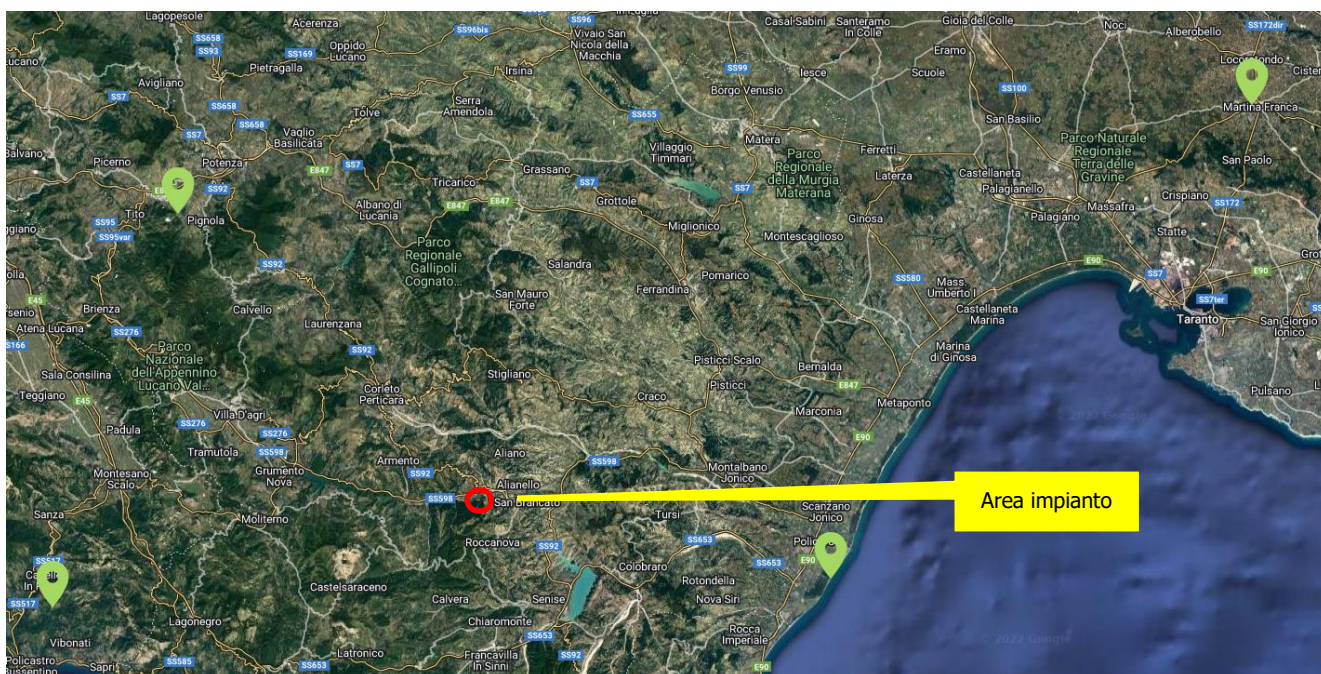 Lagopesole
Acerenza
SS96
Vivaio San
Nicola della
Macchia
Casal Sabini
Santeramo
In Colle
Gioia del Colle
Noci
Alberobello
SS172dir
SS658
SS93
SS169
Oppido
Lucano
SS96bis
Pietragalla
Irsina
SS99
Iesce
Eramo
Scuole
Avigliano
SS7
SS658
Borgo Venusio
SS100
Martina Franca
Serra
Amendola
Tolve
SS655
San Basilio
SS658
SS7
Vaglio
Basilicata
Villaggio
Timmari
Matera
Parco Naturale
Regionale
Terra delle
Gravine
Balvano
Picerno
Potenza
SS7
E847
Grassano
Parco
Regionale
della Murgia
Materana
Ferretti
Laterza
Castellaneta
San Paolo
SS92
Tricarico
SS7
SS7
Palagianello
Crispiano
SS172
Tito
Pignola
Albano di
Lucania
E847
E847
Grottole
Ginosa
Massafra
Palagiano
SS95
SS95var
Miglionico
Montescaglioso
Statte
SS92
Parco
Regionale
Gallipoli
Cognato...
Salandra
Pomarico
SS580
E90
SS7
E90
E45
Brienza
Calvello
San Mauro
Forte
Ferrandina
Mass.
Umberto I
SS7ter
Castellaneta
Marina
Taranto
San Giorgio
Ionico
Atena Lucana
SS276
Laurenzana
SS166
Parco
Nazionale
dell'Appennino
Lucano Val...
SS92
Marina
di Ginosa
Sala Consilina
Stigliano
Pisticci Scalo
Bernalda
Teggiano
E45
Corleto
Perticara
Pisticci
E847
Pulsano
Craco
Metaponto
Villa D'agri
Marconia
SS276
Padula
SS276
E90
Tramutola
SS598
Armento
Aliano
SS598
Montesano
Scalo
Grumento
Nova
SS92
Montalbano
Jonico
Alianello
SS598
San Brancato
Area impianto
Sanza
Moliterno
Tursi
Scanzano
Jonico
Roccanova
SS92
SS653
SS517
Colobraro
SS653
E90
Castelsaraceno
Rotondella
SS517
Calvera
Senise
Nova Siri
Lagonegro
Chiaromonte
Rocca
Imperiale
Vibonati
SS653
Latronico
Francavilla
In Sinni
SS92
Policastro
Bussentino
Sapri
SS585
SS653
E90